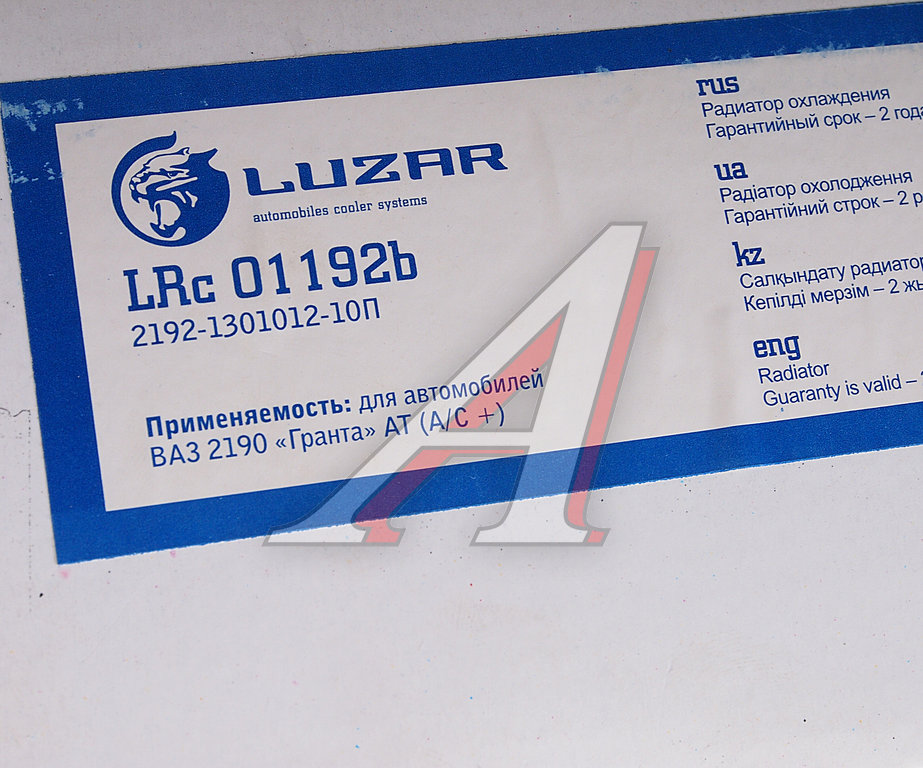 LUZAR
automobiles cooler systems
LRc 01192b
2192-1301012-10П
Применяемость: для автомобилей
ВАЗ 2190 «Гранта» АТ (A/C +)
rus
Радиатор охлаждения
Гарантийный срок – 2 года
ua
Радіатор охолодження
Гарантійний строк – 2 р
kz
Салқындату радиатор
Кепілді мерзім – 2 жы
eng
Radiator
Guaranty is valid –